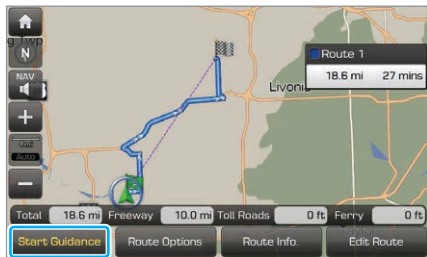 g Twp
N
Route 1
18.6 mi 27 mins
Livonia
NAV
+
Auto
−
Total 18.6 mi Freeway 10.0 mi Toll Roads 0 ft Ferry 0 ft
Start Guidance Route Options Route Info. Edit Route